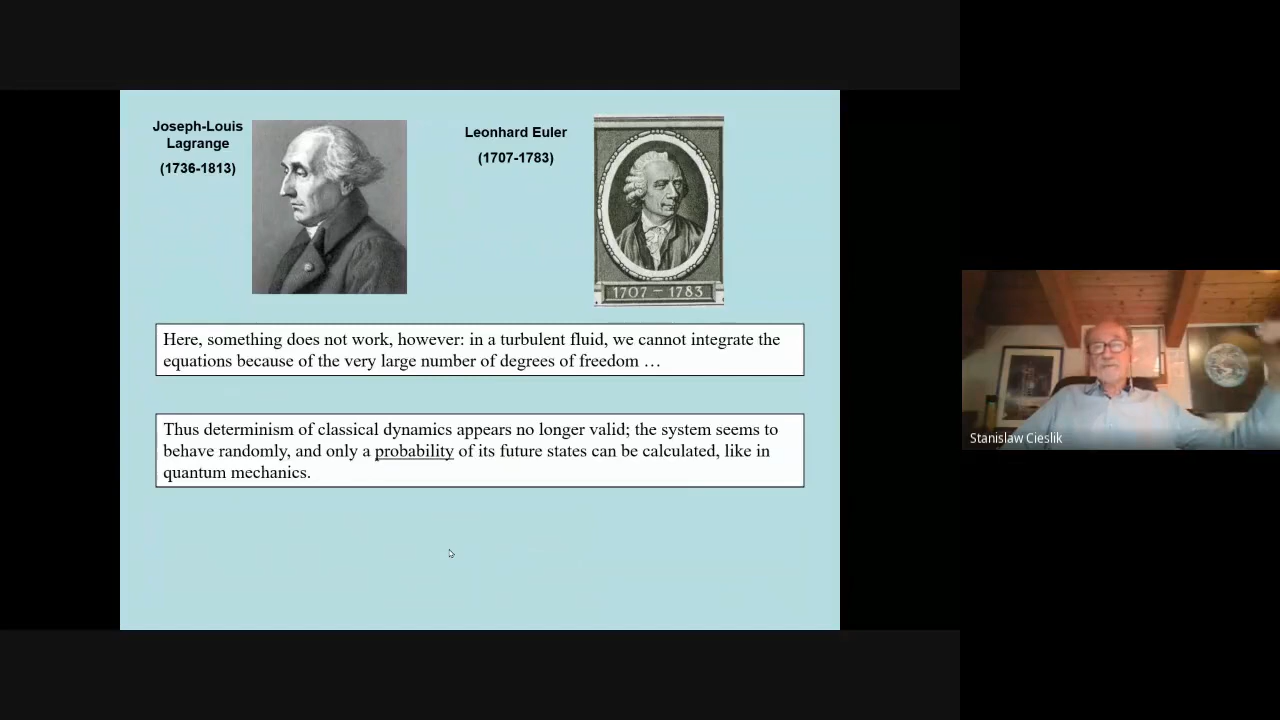 Joseph-Louis
Lagrange
(1736-1813)
Leonhard Euler
(1707-1783)
1707 – 1783
Here, something does not work, however: in a turbulent fluid, we cannot integrate the
equations because of the very large number of degrees of freedom …
Thus determinism of classical dynamics appears no longer valid; the system seems to
behave randomly, and only a probability of its future states can be calculated, like in
quantum mechanics.
Stanislaw Cieslik